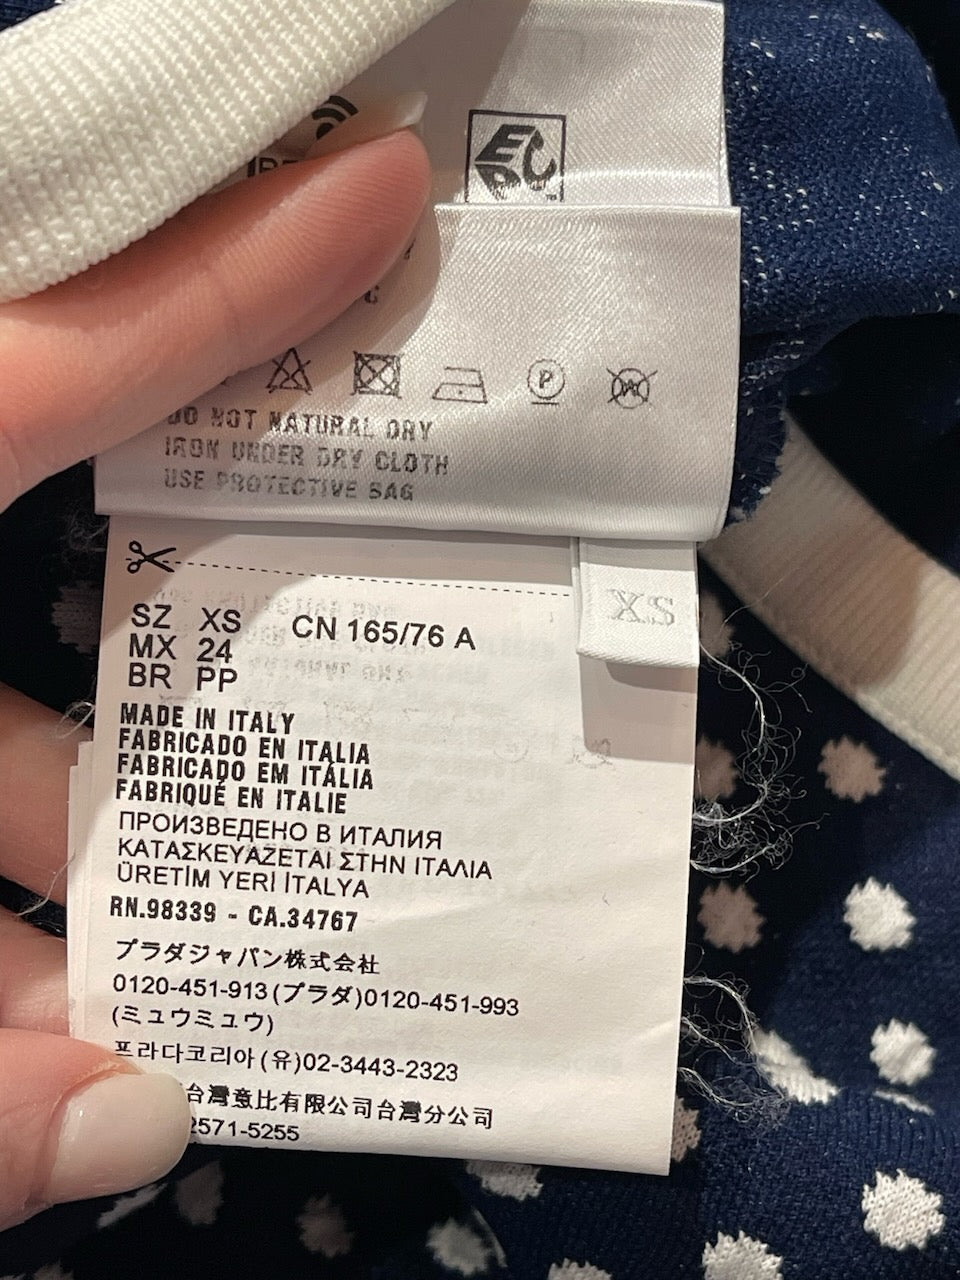 EPC
DO NOT NATURAL DRY
IRON UNDER DRY CLOTH
USE PROTECTIVE BAG
XS
SZ XS CN 165/76 A
MX 24
BR PP
MADE IN ITALY
FABRICADO EN ITALIA
FABRICADO EM ITÁLIA
FABRIQUÉ EN ITALIE
ПРОИЗВЕДЕНО В ИТАЛИЯ
ΚΑΤΑΣΚΕΥΑΖΕΤΑΙ ΣΤΗΝ ΙΤΑΛΙΑ
ÜRETİM YERİ İTALYA
RN.98339 - CA.34767
プラダジャパン株式会社
0120-451-913(プラダ)0120-451-993
(ミュウミュウ)
프라다코리아(유)02-3443-2323
台灣意比有限公司台灣分公司
2571-5255